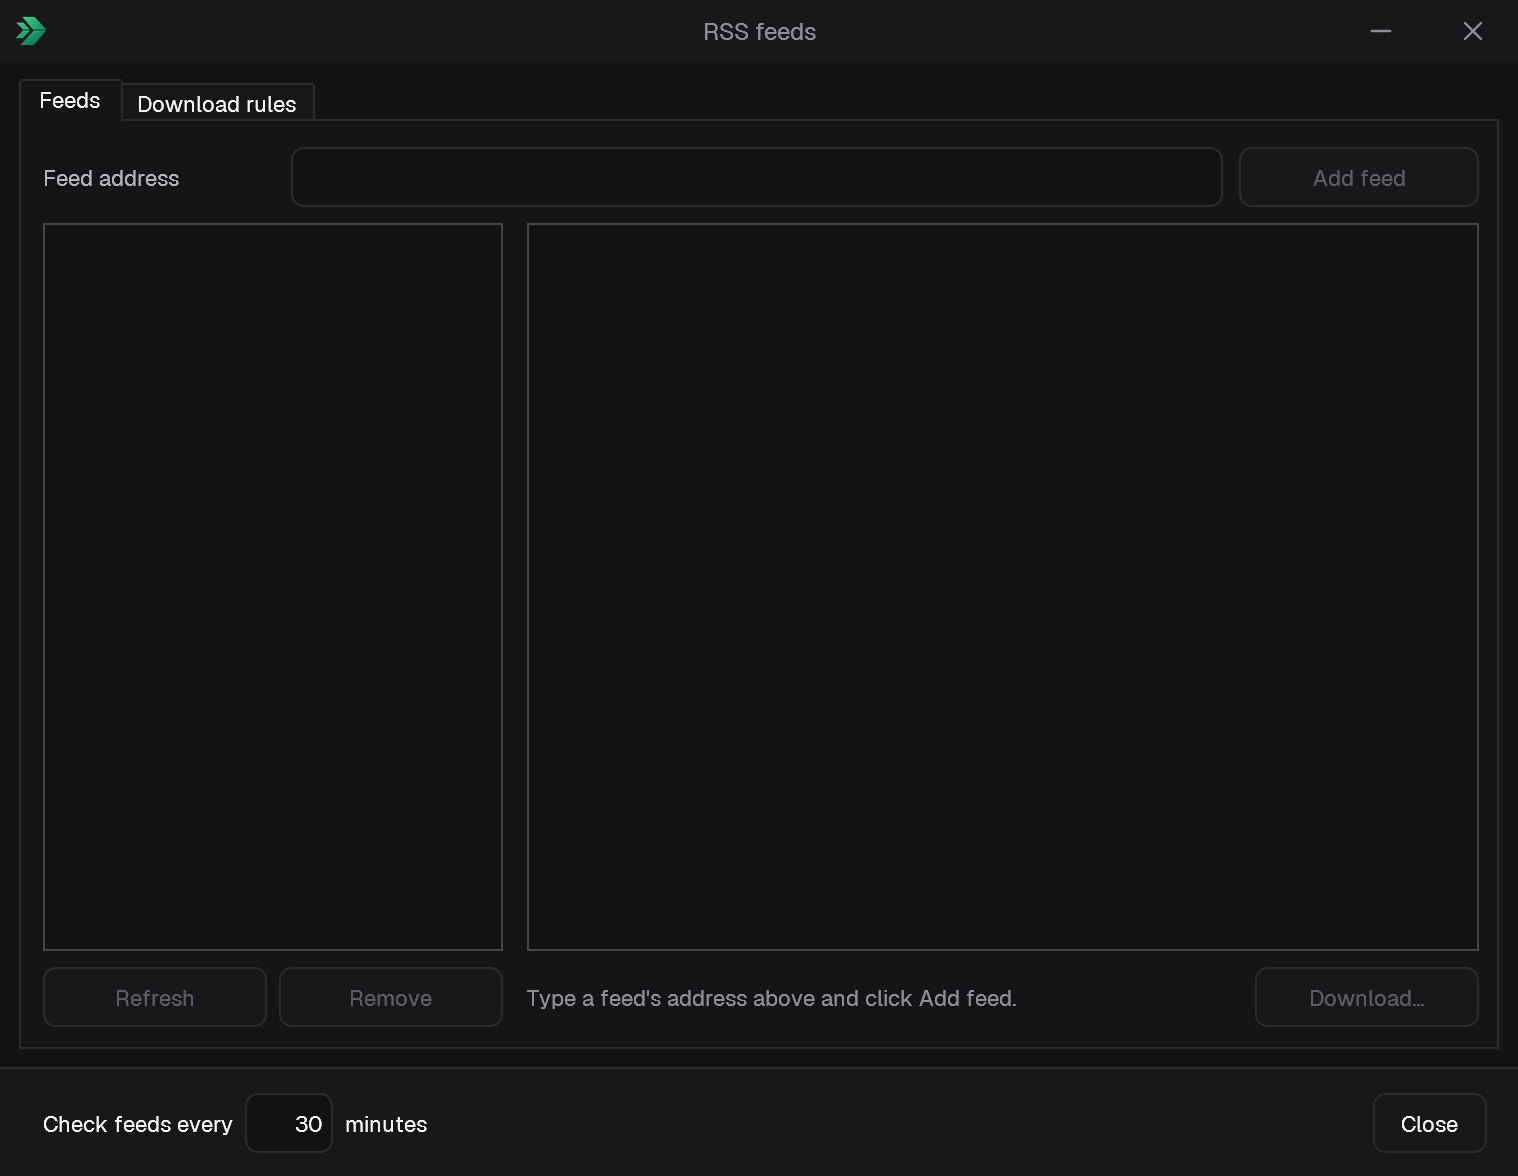 RSS feeds
Feeds
Download rules
Feed address
Add feed
Refresh
Remove
Type a feed's address above and click Add feed.
Download...
Check feeds every 30 minutes
Close